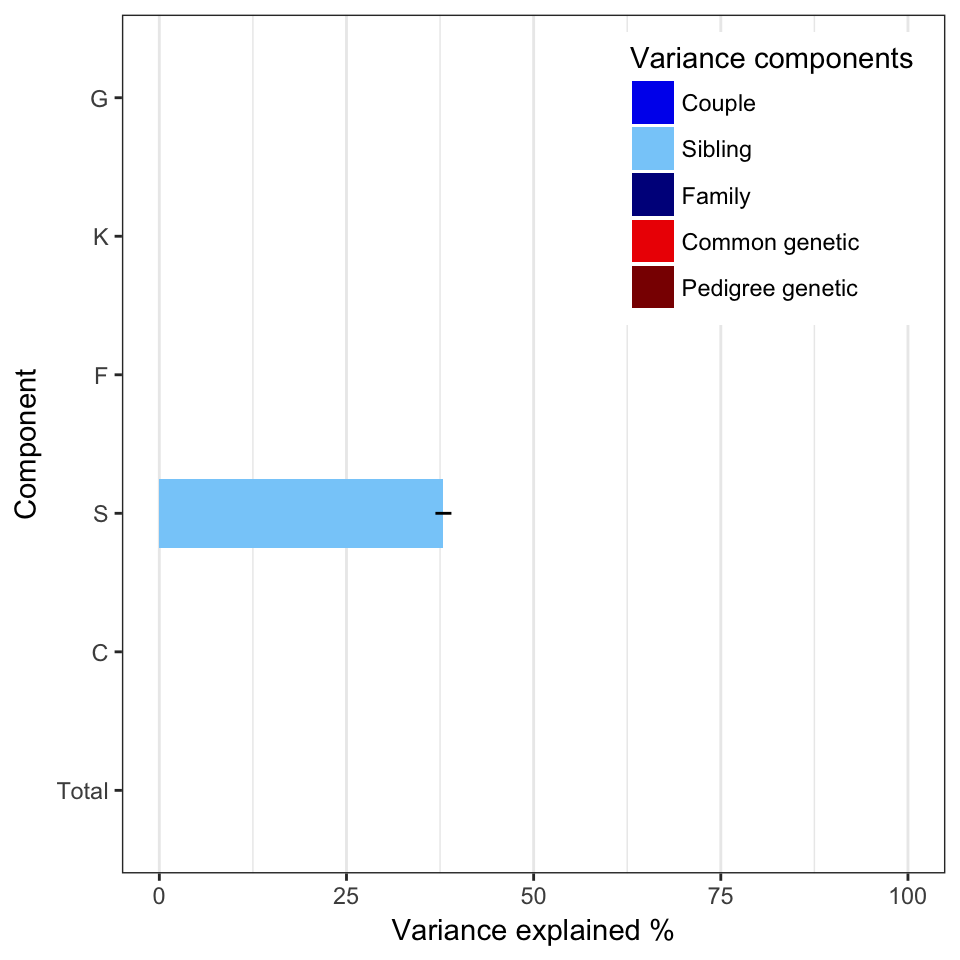 Variance components
Couple
Sibling
Family
Common genetic
Pedigree genetic
G
K
F
S
C
Total
Component
0 25 50 75 100
Variance explained %